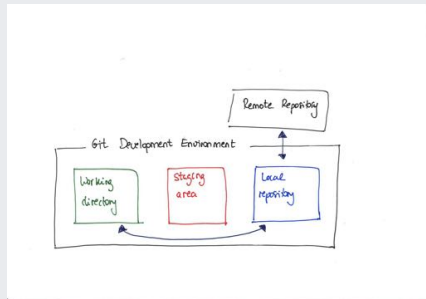 Remote Repository
Git Development Environment
Working
directory
Staging
area
Local
repository